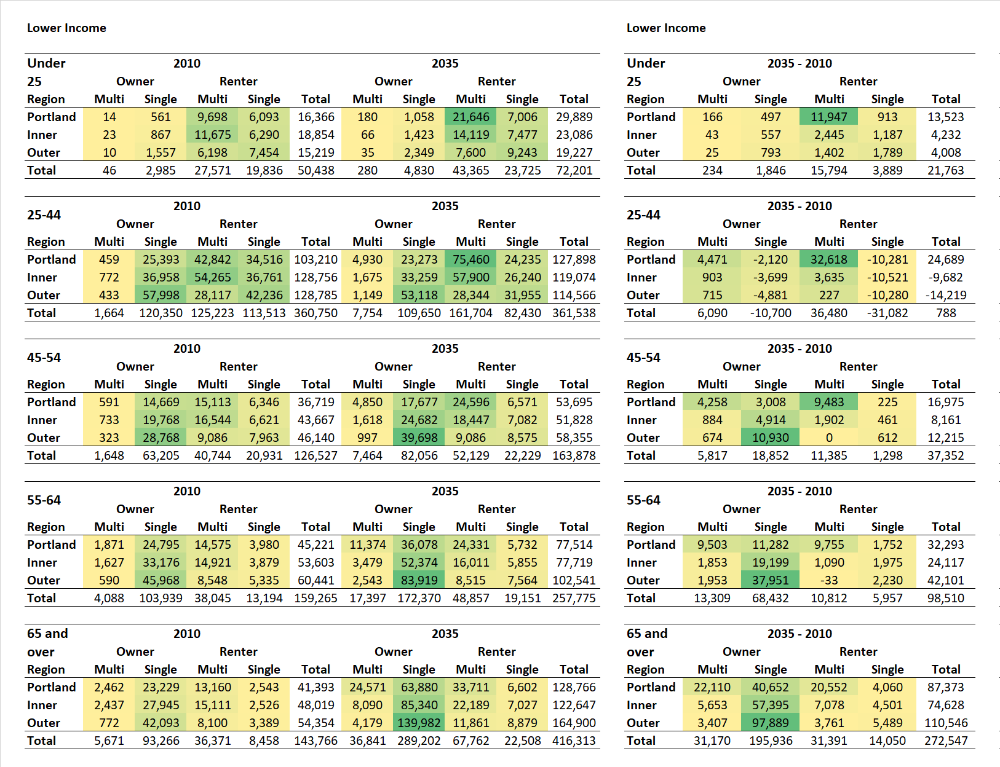 Lower Income Lower Income
Under 2010 2035 Under 2035 - 2010
25 Owner Renter Owner Renter 25 Owner Renter
Region Multi Single Multi Single Total Multi Single Multi Single Total Region Multi Single Multi Single Total
Portland 14 561 9,698 6,093 16,366 180 1,058 21,646 7,006 29,889 Portland 166 497 11,947 913 13,523
Inner 23 867 11,675 6,290 18,854 66 1,423 14,119 7,477 23,086 Inner 43 557 2,445 1,187 4,232
Outer 10 1,557 6,198 7,454 15,219 35 2,349 7,600 9,243 19,227 Outer 25 793 1,402 1,789 4,008
Total 46 2,985 27,571 19,836 50,438 280 4,830 43,365 23,725 72,201 Total 234 1,846 15,794 3,889 21,763
25-44 2010 2035 25-44 2035 - 2010
Owner Renter Owner Renter Owner Renter
Region Multi Single Multi Single Total Multi Single Multi Single Total Region Multi Single Multi Single Total
Portland 459 25,393 42,842 34,516 103,210 4,930 23,273 75,460 24,235 127,898 Portland 4,471 -2,120 32,618 -10,281 24,689
Inner 772 36,958 54,265 36,761 128,756 1,675 33,259 57,900 26,240 119,074 Inner 903 -3,699 3,635 -10,521 -9,682
Outer 433 57,998 28,117 42,236 128,785 1,149 53,118 28,344 31,955 114,566 Outer 715 -4,881 227 -10,280 -14,219
Total 1,664 120,350 125,223 113,513 360,750 7,754 109,650 161,704 82,430 361,538 Total 6,090 -10,700 36,480 -31,082 788
45-54 2010 2035 45-54 2035 - 2010
Owner Renter Owner Renter Owner Renter
Region Multi Single Multi Single Total Multi Single Multi Single Total Region Multi Single Multi Single Total
Portland 591 14,669 15,113 6,346 36,719 4,850 17,677 24,596 6,571 53,695 Portland 4,258 3,008 9,483 225 16,975
Inner 733 19,768 16,544 6,621 43,667 1,618 24,682 18,447 7,082 51,828 Inner 884 4,914 1,902 461 8,161
Outer 323 28,768 9,086 7,963 46,140 997 39,698 9,086 8,575 58,355 Outer 674 10,930 0 612 12,215
Total 1,648 63,205 40,744 20,931 126,527 7,464 82,056 52,129 22,229 163,878 Total 5,817 18,852 11,385 1,298 37,352
55-64 2010 2035 55-64 2035 - 2010
Owner Renter Owner Renter Owner Renter
Region Multi Single Multi Single Total Multi Single Multi Single Total Region Multi Single Multi Single Total
Portland 1,871 24,795 14,575 3,980 45,221 11,374 36,078 24,331 5,732 77,514 Portland 9,503 11,282 9,755 1,752 32,293
Inner 1,627 33,176 14,921 3,879 53,603 3,479 52,374 16,011 5,855 77,719 Inner 1,853 19,199 1,090 1,975 24,117
Outer 590 45,968 8,548 5,335 60,441 2,543 83,919 8,515 7,564 102,541 Outer 1,953 37,951 -33 2,230 42,101
Total 4,088 103,939 38,045 13,194 159,265 17,397 172,370 48,857 19,151 257,775 Total 13,309 68,432 10,812 5,957 98,510
65 and 2010 2035 65 and 2035 - 2010
over Owner Renter Owner Renter over Owner Renter
Region Multi Single Multi Single Total Multi Single Multi Single Total Region Multi Single Multi Single Total
Portland 2,462 23,229 13,160 2,543 41,393 24,571 63,880 33,711 6,602 128,766 Portland 22,110 40,652 20,552 4,060 87,373
Inner 2,437 27,945 15,111 2,526 48,019 8,090 85,340 22,189 7,027 122,647 Inner 5,653 57,395 7,078 4,501 74,628
Outer 772 42,093 8,100 3,389 54,354 4,179 139,982 11,861 8,879 164,900 Outer 3,407 97,889 3,761 5,489 110,546
Total 5,671 93,266 36,371 8,458 143,766 36,841 289,202 67,762 22,508 416,313 Total 31,170 195,936 31,391 14,050 272,547